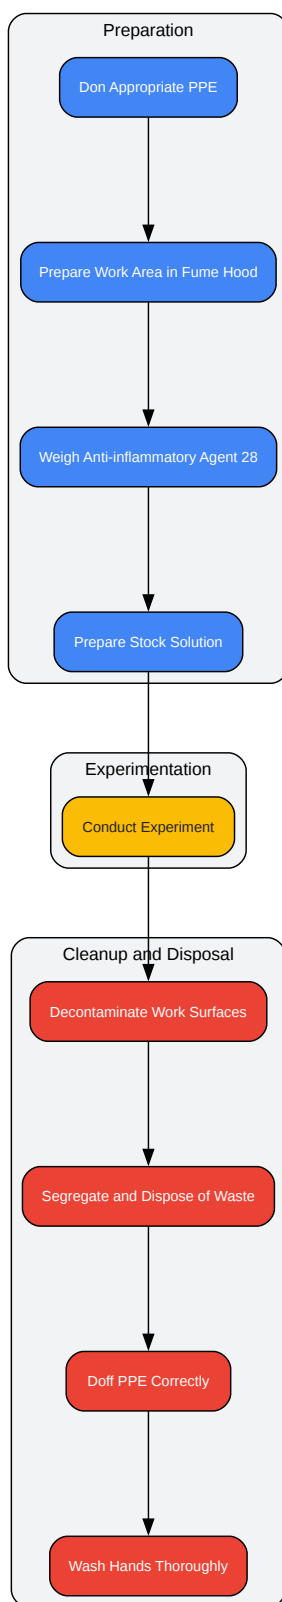 Preparation
Don Appropriate PPE
Prepare Work Area in Fume Hood
Weigh Anti-inflammatory Agent 28
Prepare Stock Solution
Experimentation
Conduct Experiment
Cleanup and Disposal
Decontaminate Work Surfaces
Segregate and Dispose of Waste
Doff PPE Correctly
Wash Hands Thoroughly